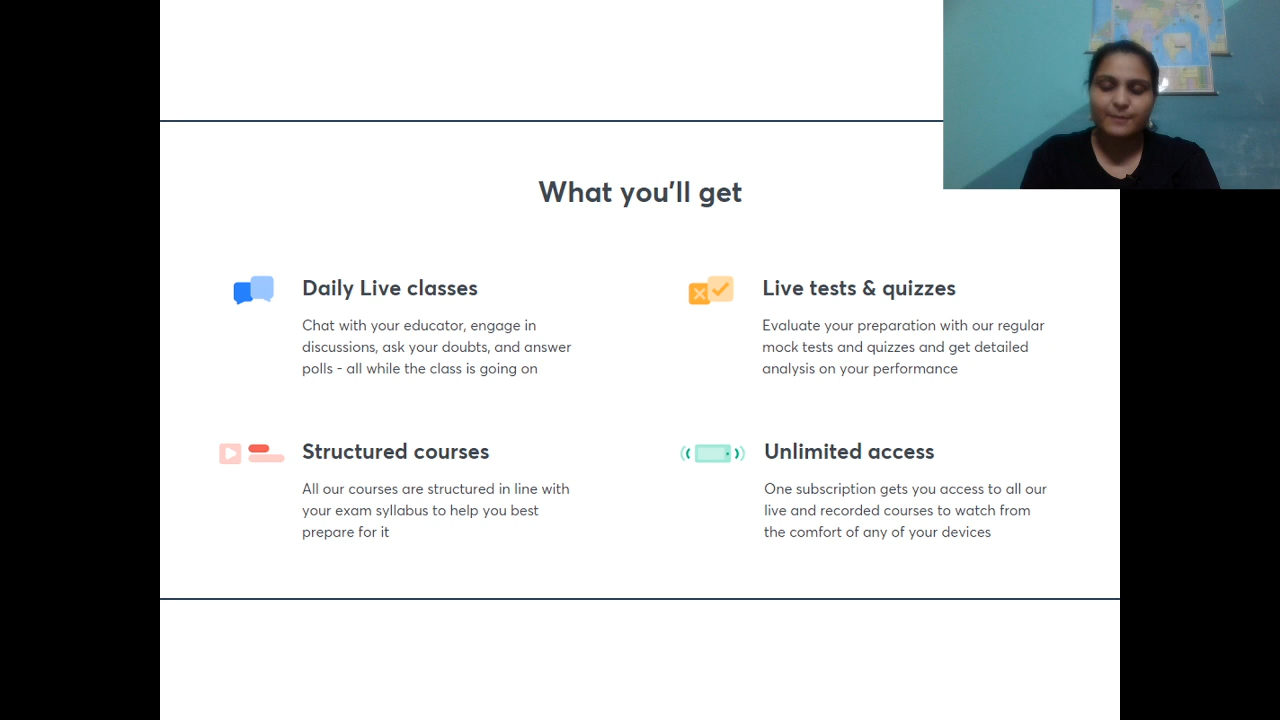 What you'll get
Daily Live classes
Chat with your educator, engage in
discussions, ask your doubts, and answer
polls - all while the class is going on
Live tests & quizzes
Evaluate your preparation with our regular
mock tests and quizzes and get detailed
analysis on your performance
Structured courses
All our courses are structured in line with
your exam syllabus to help you best
prepare for it
Unlimited access
One subscription gets you access to all our
live and recorded courses to watch from
the comfort of any of your devices